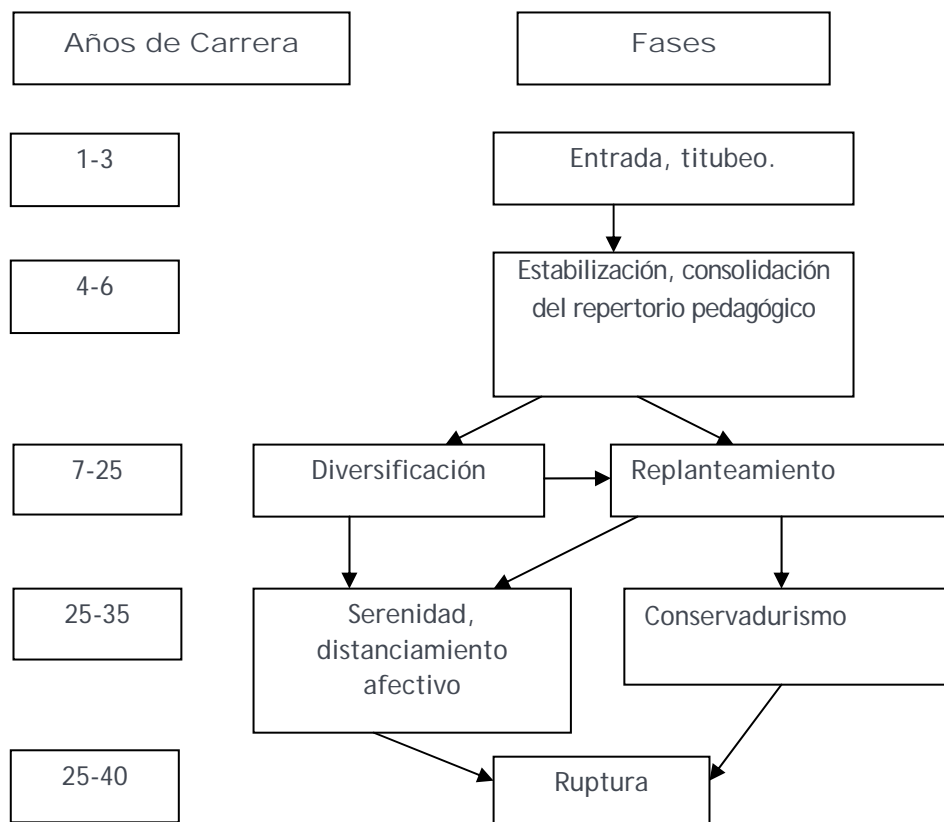 Años de Carrera
Fases
1-3
Entrada, titubeo.
4-6
Estabilización, consolidación
del repertorio pedagógico
7-25
Diversificación
Replanteamiento
25-35
Serenidad,
distanciamiento
afectivo
Conservadurismo
25-40
Ruptura